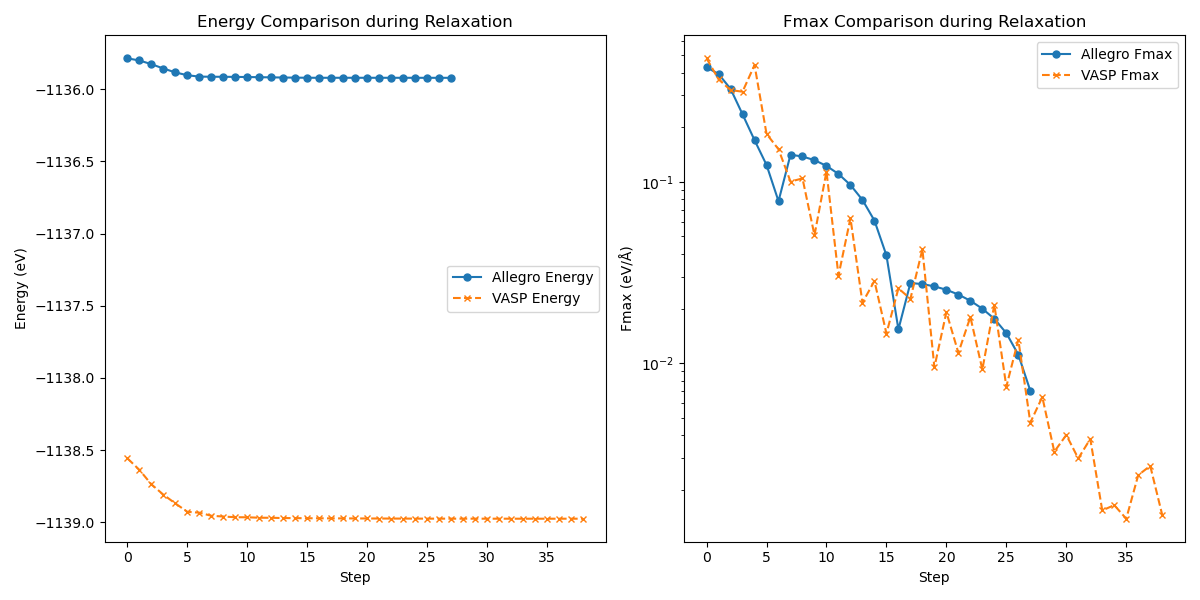 Energy Comparison during Relaxation
Energy (eV)
−1136.0
−1136.5
−1137.0
−1137.5
−1138.0
−1138.5
−1139.0
Allegro Energy
VASP Energy
0 5 10 15 20 25 30 35
Step
Fmax Comparison during Relaxation
Fmax (eV/Å)
10⁻¹
10⁻²
Allegro Fmax
VASP Fmax
0 5 10 15 20 25 30 35
Step